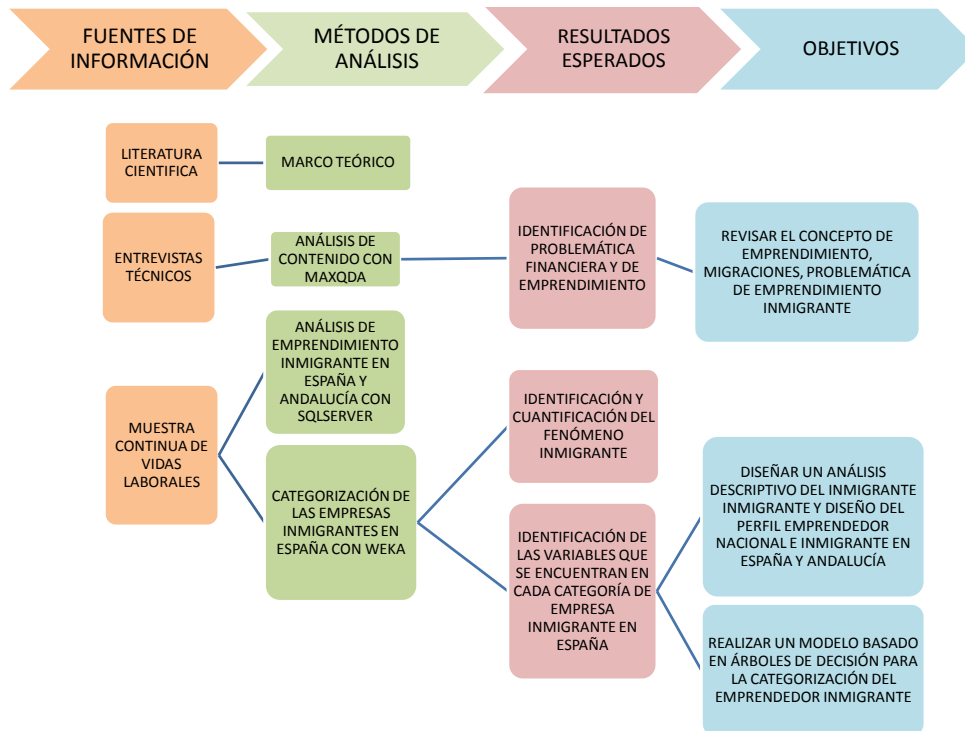 FUENTES DE
INFORMACIÓN
MÉTODOS DE
ANÁLISIS
RESULTADOS
ESPERADOS
OBJETIVOS
LITERATURA
CIENTIFICA
MARCO TEÓRICO
ENTREVISTAS
TÉCNICOS
ANÁLISIS DE
CONTENIDO CON
MAXQDA
IDENTIFICACIÓN DE
PROBLEMÁTICA
FINANCIERA Y DE
EMPRENDIMIENTO
REVISAR EL CONCEPTO DE
EMPRENDIMIENTO,
MIGRACIONES, PROBLEMÁTICA
DE EMPRENDIMIENTO
INMIGRANTE
MUESTRA
CONTINUA DE
VIDAS
LABORALES
ANÁLISIS DE
EMPRENDIMIENTO
INMIGRANTE EN
ESPAÑA Y
ANDALUCÍA CON
SQLSERVER
CATEGORIZACIÓN DE
LAS EMPRESAS
INMIGRANTES EN
ESPAÑA CON WEKA
IDENTIFICACIÓN Y
CUANTIFICACIÓN DEL
FENÓMENO
INMIGRANTE
IDENTIFICACIÓN DE
LAS VARIABLES QUE
SE ENCUENTRAN EN
CADA CATEGORÍA DE
EMPRESA
INMIGRANTE EN
ESPAÑA
DISEÑAR UN ANÁLISIS
DESCRIPTIVO DEL INMIGRANTE
INMIGRANTE Y DISEÑO DEL
PERFIL EMPRENDEDOR
NACIONAL E INMIGRANTE EN
ESPAÑA Y ANDALUCÍA
REALIZAR UN MODELO BASADO
EN ÁRBOLES DE DECISIÓN PARA
LA CATEGORIZACIÓN DEL
EMPRENDEDOR INMIGRANTE